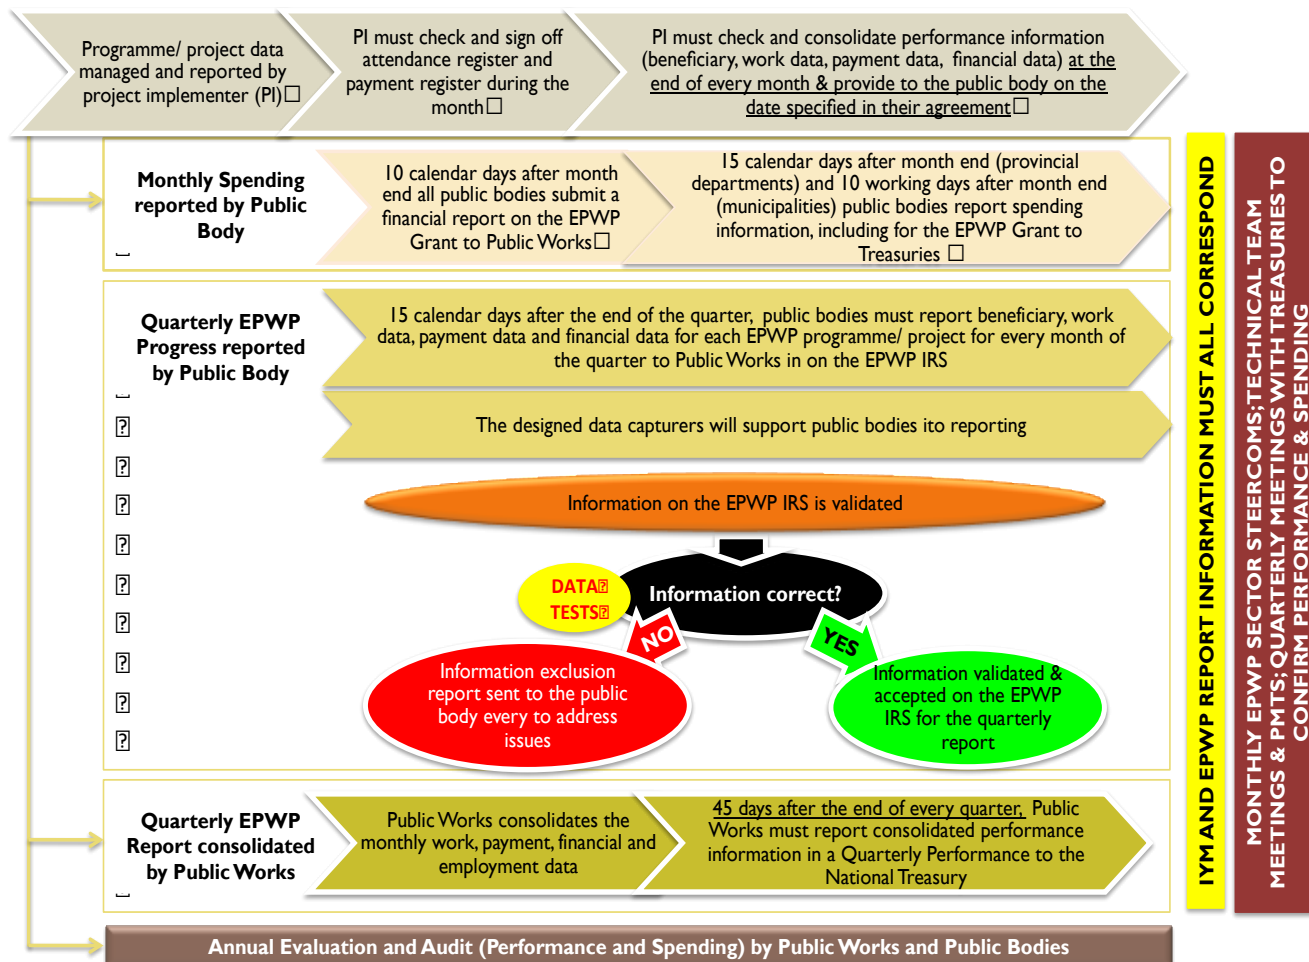 Programme/ project data
managed and reported by
project implementer (PI)
PI must check and sign off
attendance register and
payment register during the
month
PI must check and consolidate performance information
(beneficiary, work data, payment data, financial data) at the
end of every month & provide to the public body on the
date specified in their agreement
Monthly Spending
reported by Public
Body
10 calendar days after month
end all public bodies submit a
financial report on the EPWP
Grant to Public Works
15 calendar days after month end (provincial
departments) and 10 working days after month end
(municipalities) public bodies report spending
information, including for the EPWP Grant to
Treasuries
Quarterly EPWP
Progress reported
by Public Body
15 calendar days after the end of the quarter, public bodies must report beneficiary, work
data, payment data and financial data for each EPWP programme/ project for every month of
the quarter to Public Works in on the EPWP IRS
The designed data capturers will support public bodies ito reporting
Information on the EPWP IRS is validated
DATA
TESTS
Information correct?
NO
YES
Information exclusion
report sent to the public
body every to address
issues
Information validated &
accepted on the EPWP
IRS for the quarterly
report
Quarterly EPWP
Report consolidated
by Public Works
Public Works consolidates the
monthly work, payment, financial and
employment data
45 days after the end of every quarter, Public
Works must report consolidated performance
information in a Quarterly Performance to the
National Treasury
Annual Evaluation and Audit (Performance and Spending) by Public Works and Public Bodies
IYM AND EPWP REPORT INFORMATION MUST ALL CORRESPOND
MONTHLY EPWP SECTOR STEERCOMS; TECHNICAL TEAM
MEETINGS & PMTS; QUARTERLY MEETINGS WITH TREASURIES TO
CONFIRM PERFORMANCE & SPENDING